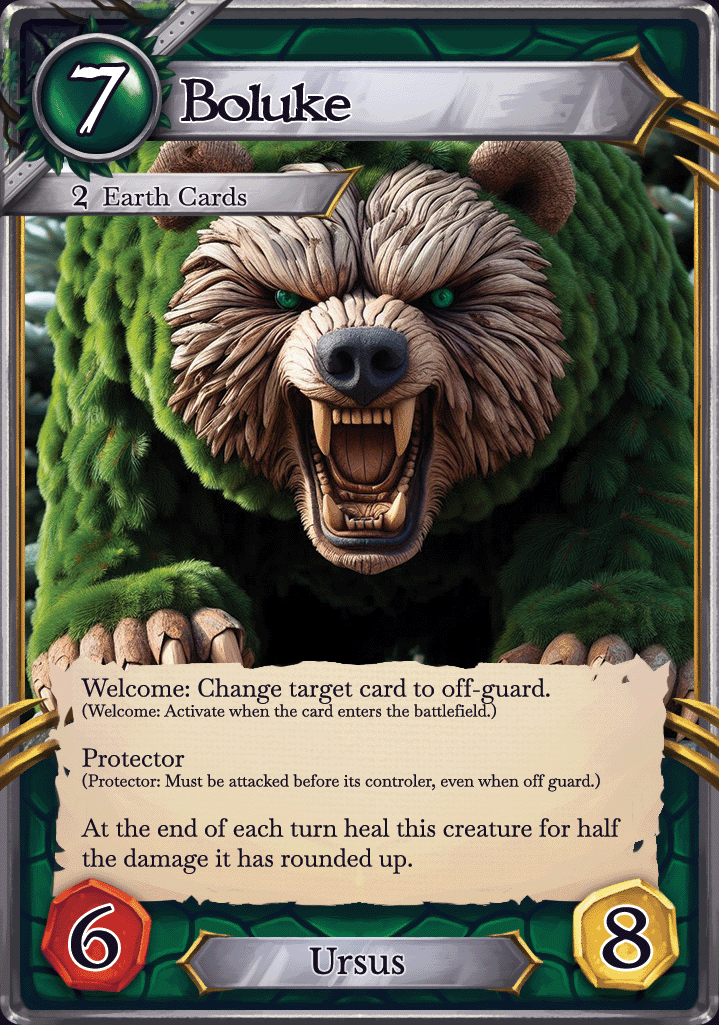 7
Boluke
2 Earth Cards
Welcome: Change target card to off-guard.
(Welcome: Activate when the card enters the battlefield.)
Protector
(Protector: Must be attacked before its controler, even when off guard.)
At the end of each turn heal this creature for half
the damage it has rounded up.
6
Ursus
8